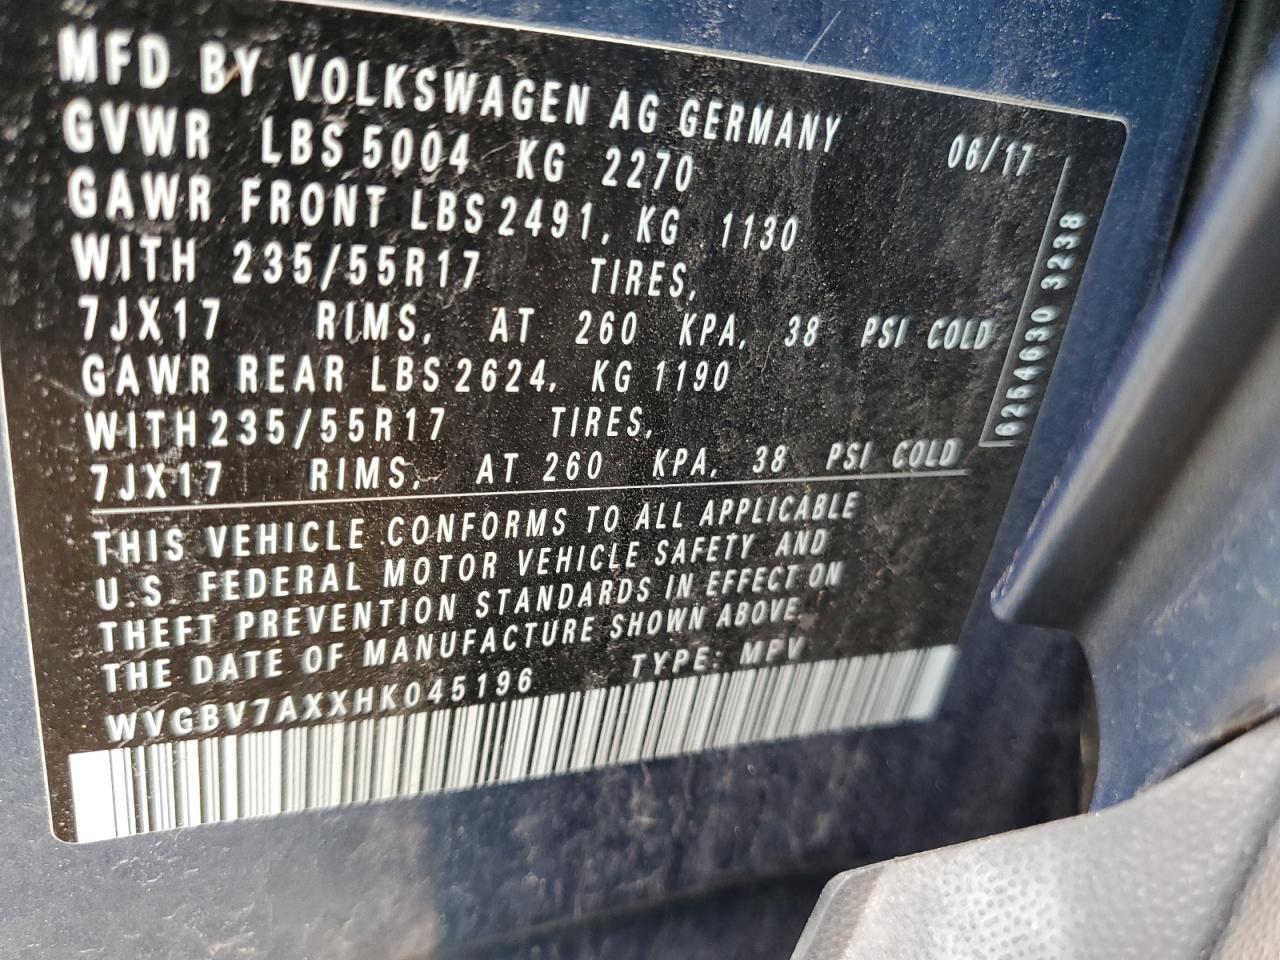 MFD BY VOLKSWAGEN AG GERMANY 06/17
GVWR LBS 5004 KG 2270
GAWR FRONT LBS 2491, KG 1130
WITH 235/55R17 TIRES,
7JX17 RIMS, AT 260 KPA, 38 PSI COLD
GAWR REAR LBS 2624, KG 1190
WITH 235/55R17 TIRES,
7JX17 RIMS, AT 260 KPA, 38 PSI COLD
THIS VEHICLE CONFORMS TO ALL APPLICABLE
U.S. FEDERAL MOTOR VEHICLE SAFETY AND
THEFT PREVENTION STANDARDS IN EFFECT ON
THE DATE OF MANUFACTURE SHOWN ABOVE.
WVGBV7AXXHK045196 TYPE: MPV
6254630 3238